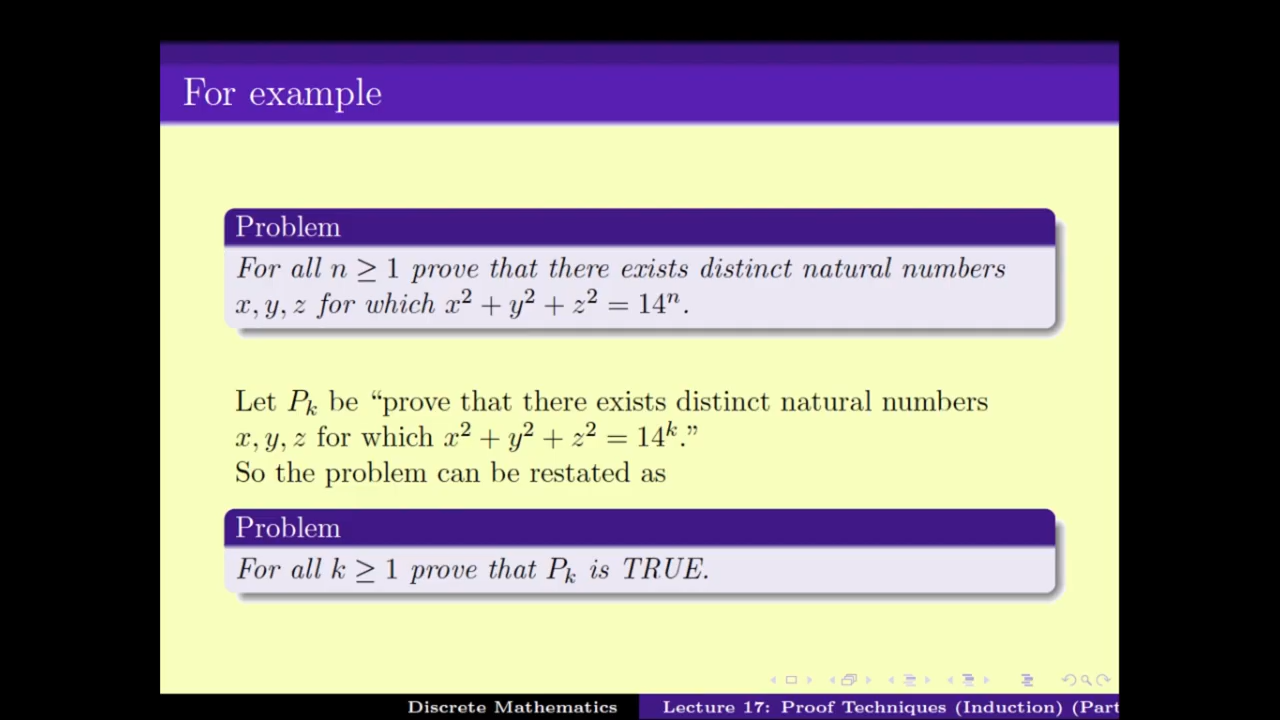 For example
Problem
For all n ≥ 1 prove that there exists distinct natural numbers
x, y, z for which x² + y² + z² = 14ⁿ.
Let Pₖ be “prove that there exists distinct natural numbers
x, y, z for which x² + y² + z² = 14ᵏ.”
So the problem can be restated as
Problem
For all k ≥ 1 prove that Pₖ is TRUE.
Discrete Mathematics Lecture 17: Proof Techniques (Induction) (Part